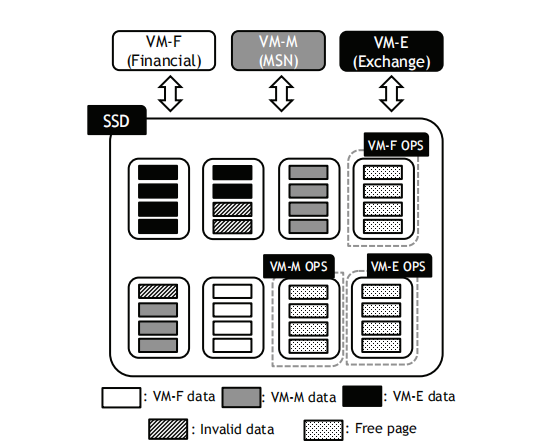 VM-F
(Financial)
VM-M
(MSN)
VM-E
(Exchange)
SSD
VM-F OPS
VM-M OPS
VM-E OPS
: VM-F data
: VM-M data
: VM-E data
: Invalid data
: Free page